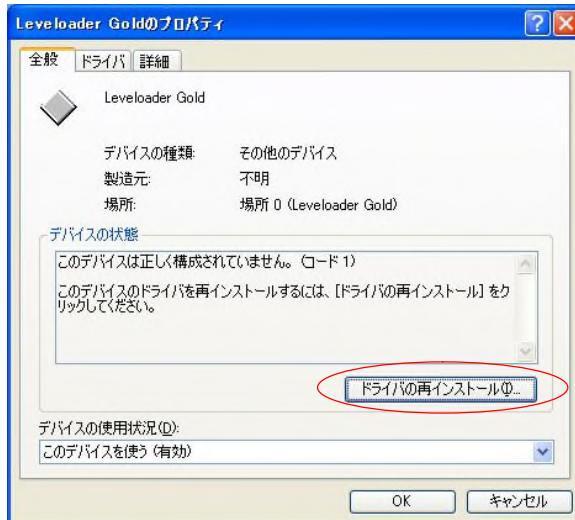 Leveloader Goldのプロパティ
全般 ドライバ 詳細
Leveloader Gold
デバイスの種類: その他のデバイス
製造元: 不明
場所: 場所 0 (Leveloader Gold)
デバイスの状態
このデバイスは正しく構成されていません。 (コード 1)
このデバイスのドライバを再インストールするには、[ドライバの再インストール] をク
リックしてください。
ドライバの再インストール(I)...
デバイスの使用状況(D):
このデバイスを使う (有効)
OK キャンセル